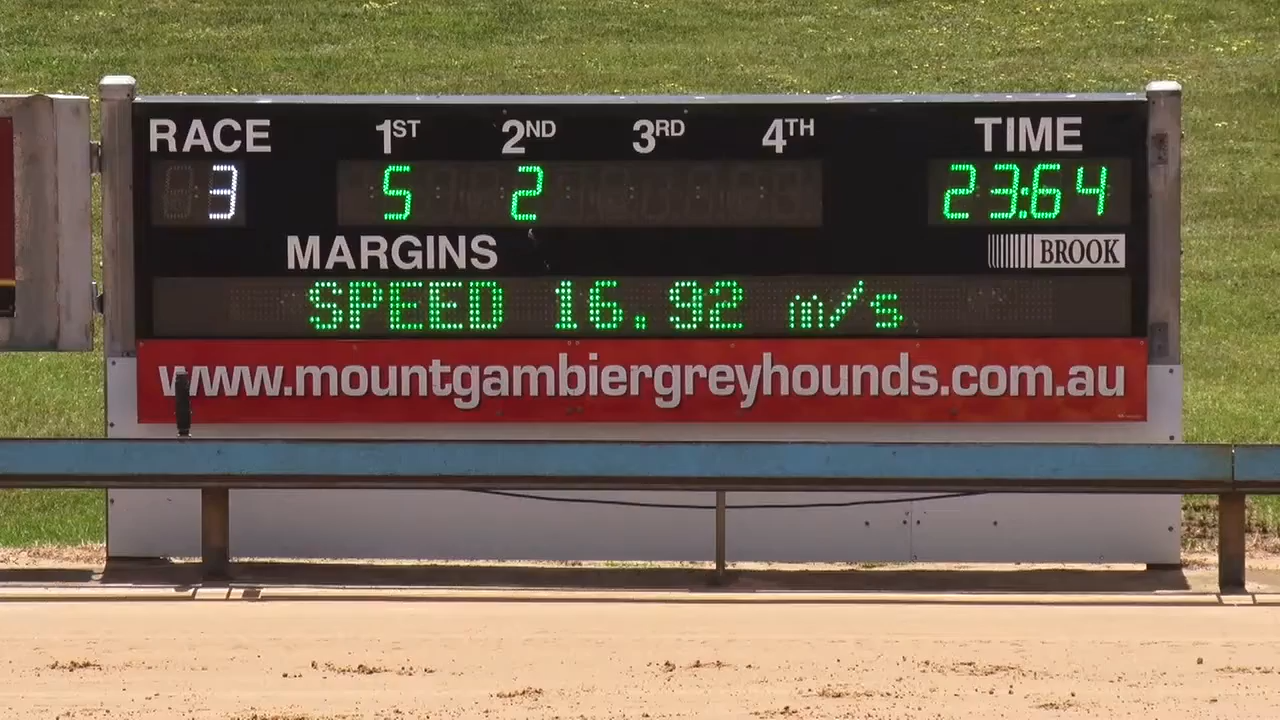 RACE 1ST 2ND 3RD 4TH TIME
3 5 2 23:64
MARGINS BROOK
SPEED 16.92 m/s
www.mountgambiergreyhounds.com.au